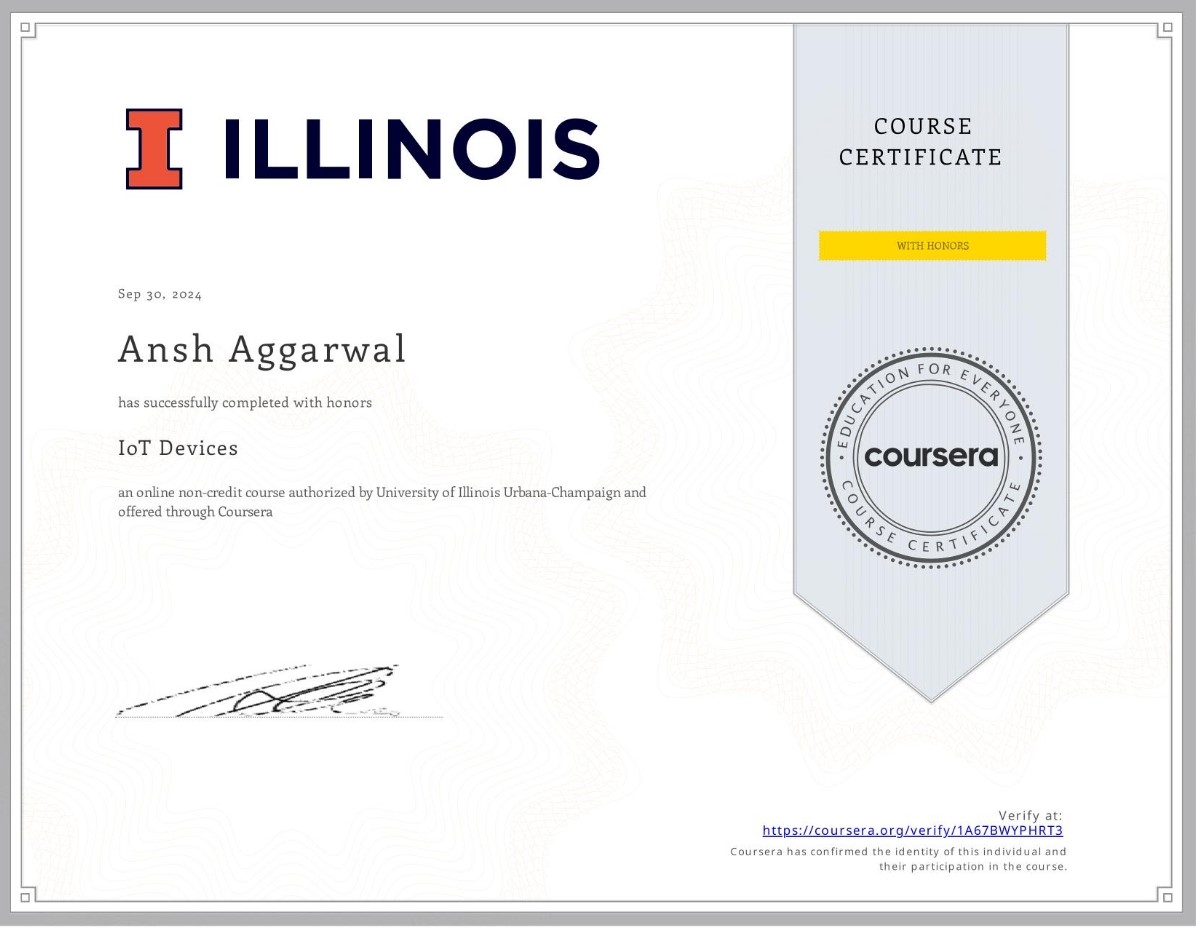 ILLINOIS
COURSE
CERTIFICATE
WITH HONORS
Sep 30, 2024
Ansh Aggarwal
has successfully completed with honors
IoT Devices
an online non-credit course authorized by University of Illinois Urbana-Champaign and
offered through Coursera
EDUCATION FOR EVERYONE
coursera
COURSE CERTIFICATE
Verify at:
https://coursera.org/verify/1A67BWYPHRT3
Coursera has confirmed the identity of this individual and
their participation in the course.